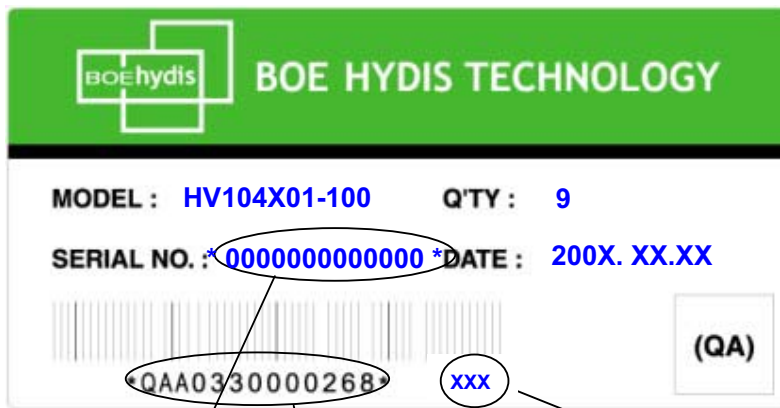 BOEhydis BOE HYDIS TECHNOLOGY
MODEL : HV104X01-100 Q'TY : 9
SERIAL NO. : * 0000000000000 * DATE : 200X. XX.XX
(QA)
*QAA0330000268* XXX